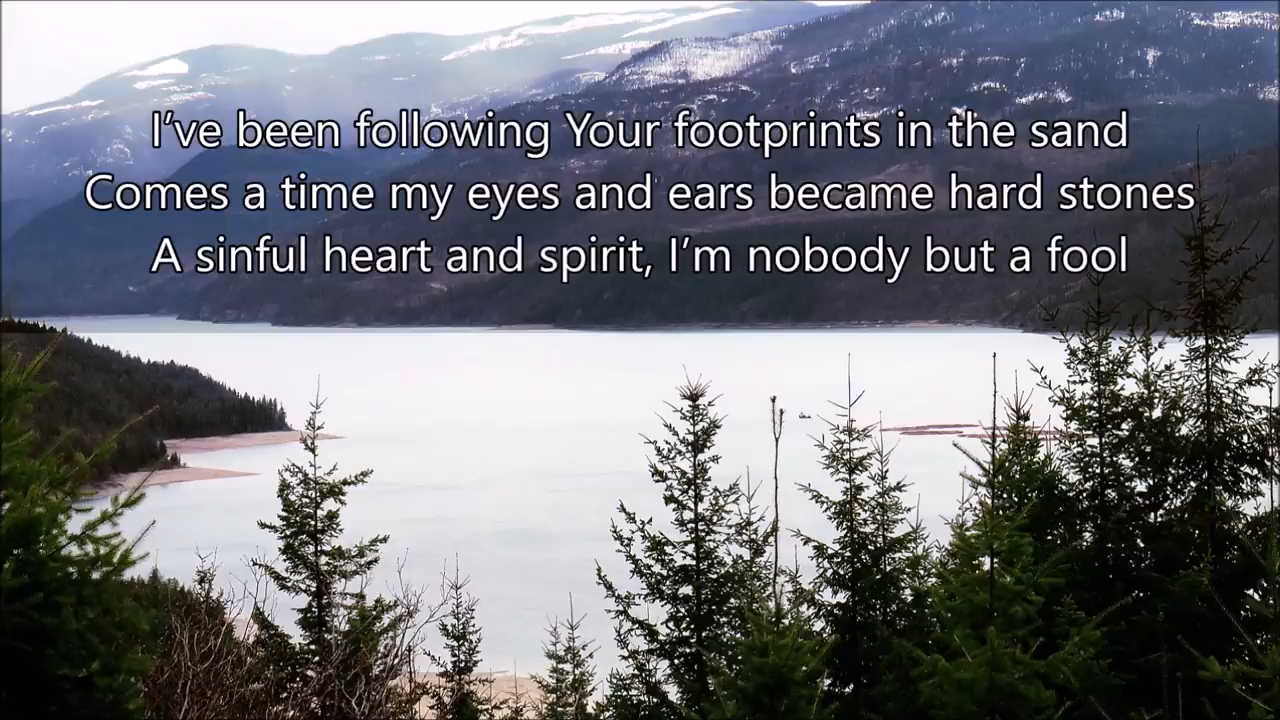 I’ve been following Your footprints in the sand
Comes a time my eyes and ears became hard stones
A sinful heart and spirit, I’m nobody but a fool